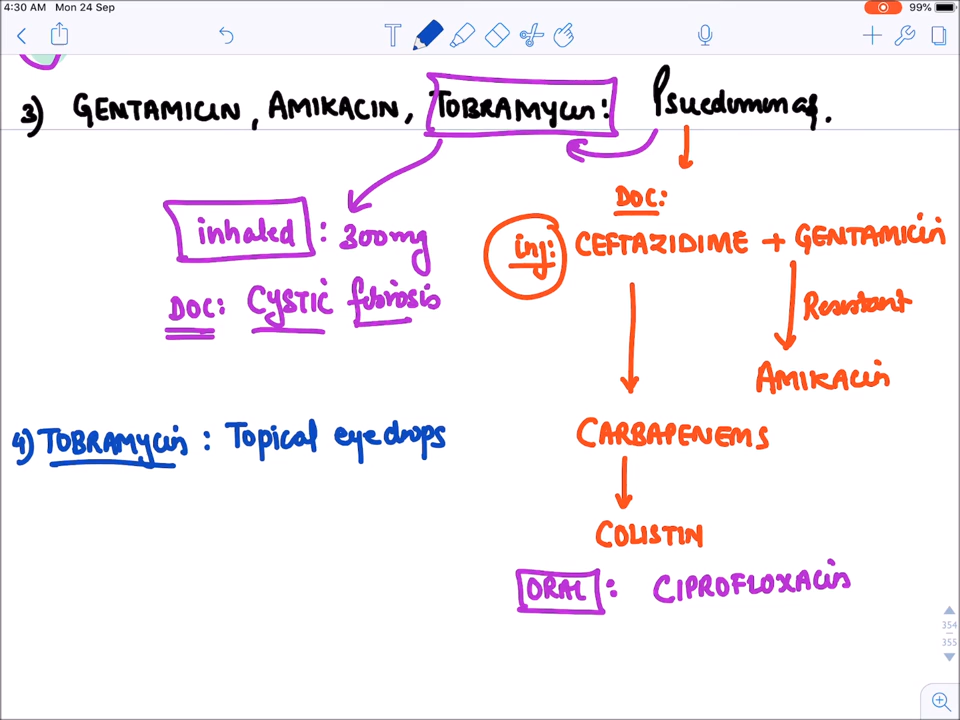 4:30 AM Mon 24 Sep
99%
T
3) GENTAMICIN, AMIKACIN, TOBRAMYCIN: Psuedomonas.
DOC:
inhaled : 300mg
inj: CEFTAZIDIME + GENTAMICIN
DOC: CYSTIC fibrosis
Resistant
AMIKACIN
4) TOBRAMYCIN : Topical eyedrops
CARBAPENEMS
COLISTIN
ORAL : CIPROFLOXACIN
354
355